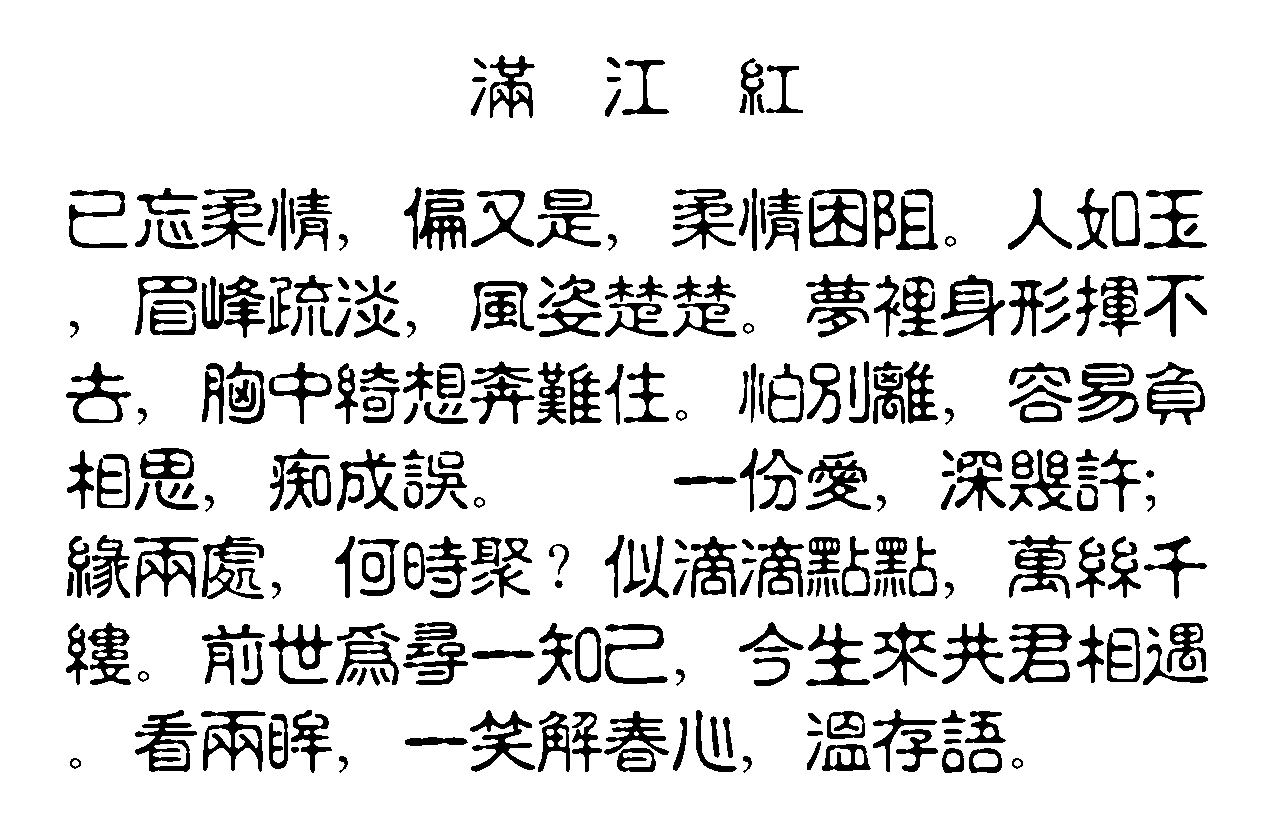 滿 江 紅
已忘柔情，偏又是，柔情困阻。人如玉
，眉峰疏淡，風姿楚楚。夢裡身形揮不
去，胸中綺想奔難住。怕別離，容易負
相思，痴成誤。　　一份愛，深幾許；
緣兩處，何時聚？似滴滴點點，萬絲千
縷。前世為尋一知己，今生來共君相遇
。看兩眸，一笑解春心，溫存語。